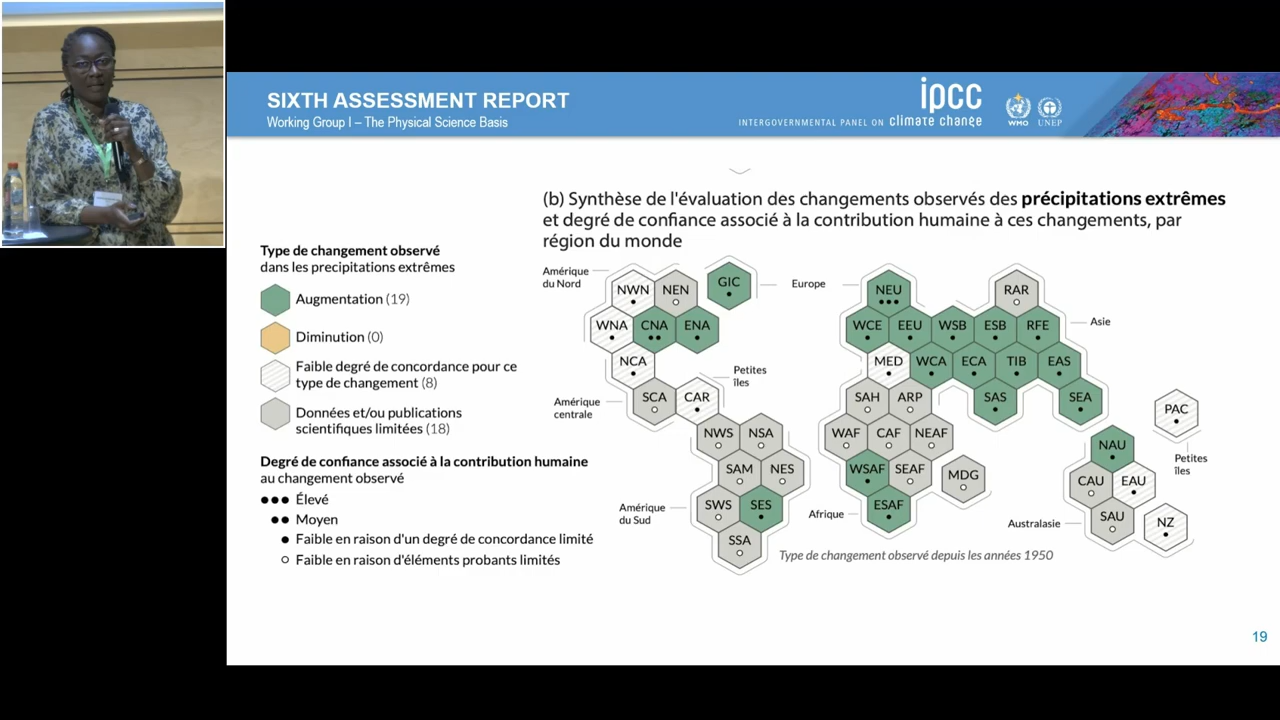 SIXTH ASSESSMENT REPORT
Working Group I – The Physical Science Basis
ipcc
INTERGOVERNMENTAL PANEL ON climate change
WMO
UNEP
(b) Synthèse de l'évaluation des changements observés des précipitations extrêmes
et degré de confiance associé à la contribution humaine à ces changements, par
région du monde
Type de changement observé
dans les precipitations extrêmes
Augmentation (19)
Diminution (0)
Faible degré de concordance pour ce
type de changement (8)
Données et/ou publications
scientifiques limitées (18)
Degré de confiance associé à la contribution humaine
au changement observé
Élevé
Moyen
Faible en raison d'un degré de concordance limité
Faible en raison d'éléments probants limités
Amérique
du Nord
NWN NEN GIC
WNA CNA ENA
NCA
Petites
îles
Amérique
centrale
SCA CAR
NWS NSA
SAM NES
Amérique
du Sud
SWS SES
SSA
Europe
NEU RAR
WCE EEU WSB ESB RFE
Asie
MED WCA ECA TIB EAS
SAH ARP SAS SEA
WAF CAF NEAF
WSAF SEAF MDG
Afrique
ESAF
PAC
Petites
îles
NAU
CAU EAU
Australasie
SAU NZ
Type de changement observé depuis les années 1950
19